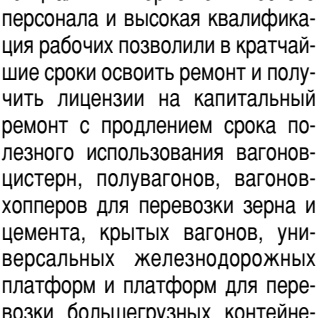 персонала и высокая квалифика-
ция рабочих позволили в кратчай-
шие сроки освоить ремонт и полу-
чить лицензии на капитальный
ремонт с продлением срока по-
лезного использования вагонов-
цистерн, полувагонов, вагонов-
хопперов для перевозки зерна и
цемента, крытых вагонов, уни-
версальных железнодорожных
платформ и платформ для пере-
возки большегрузных контейне-